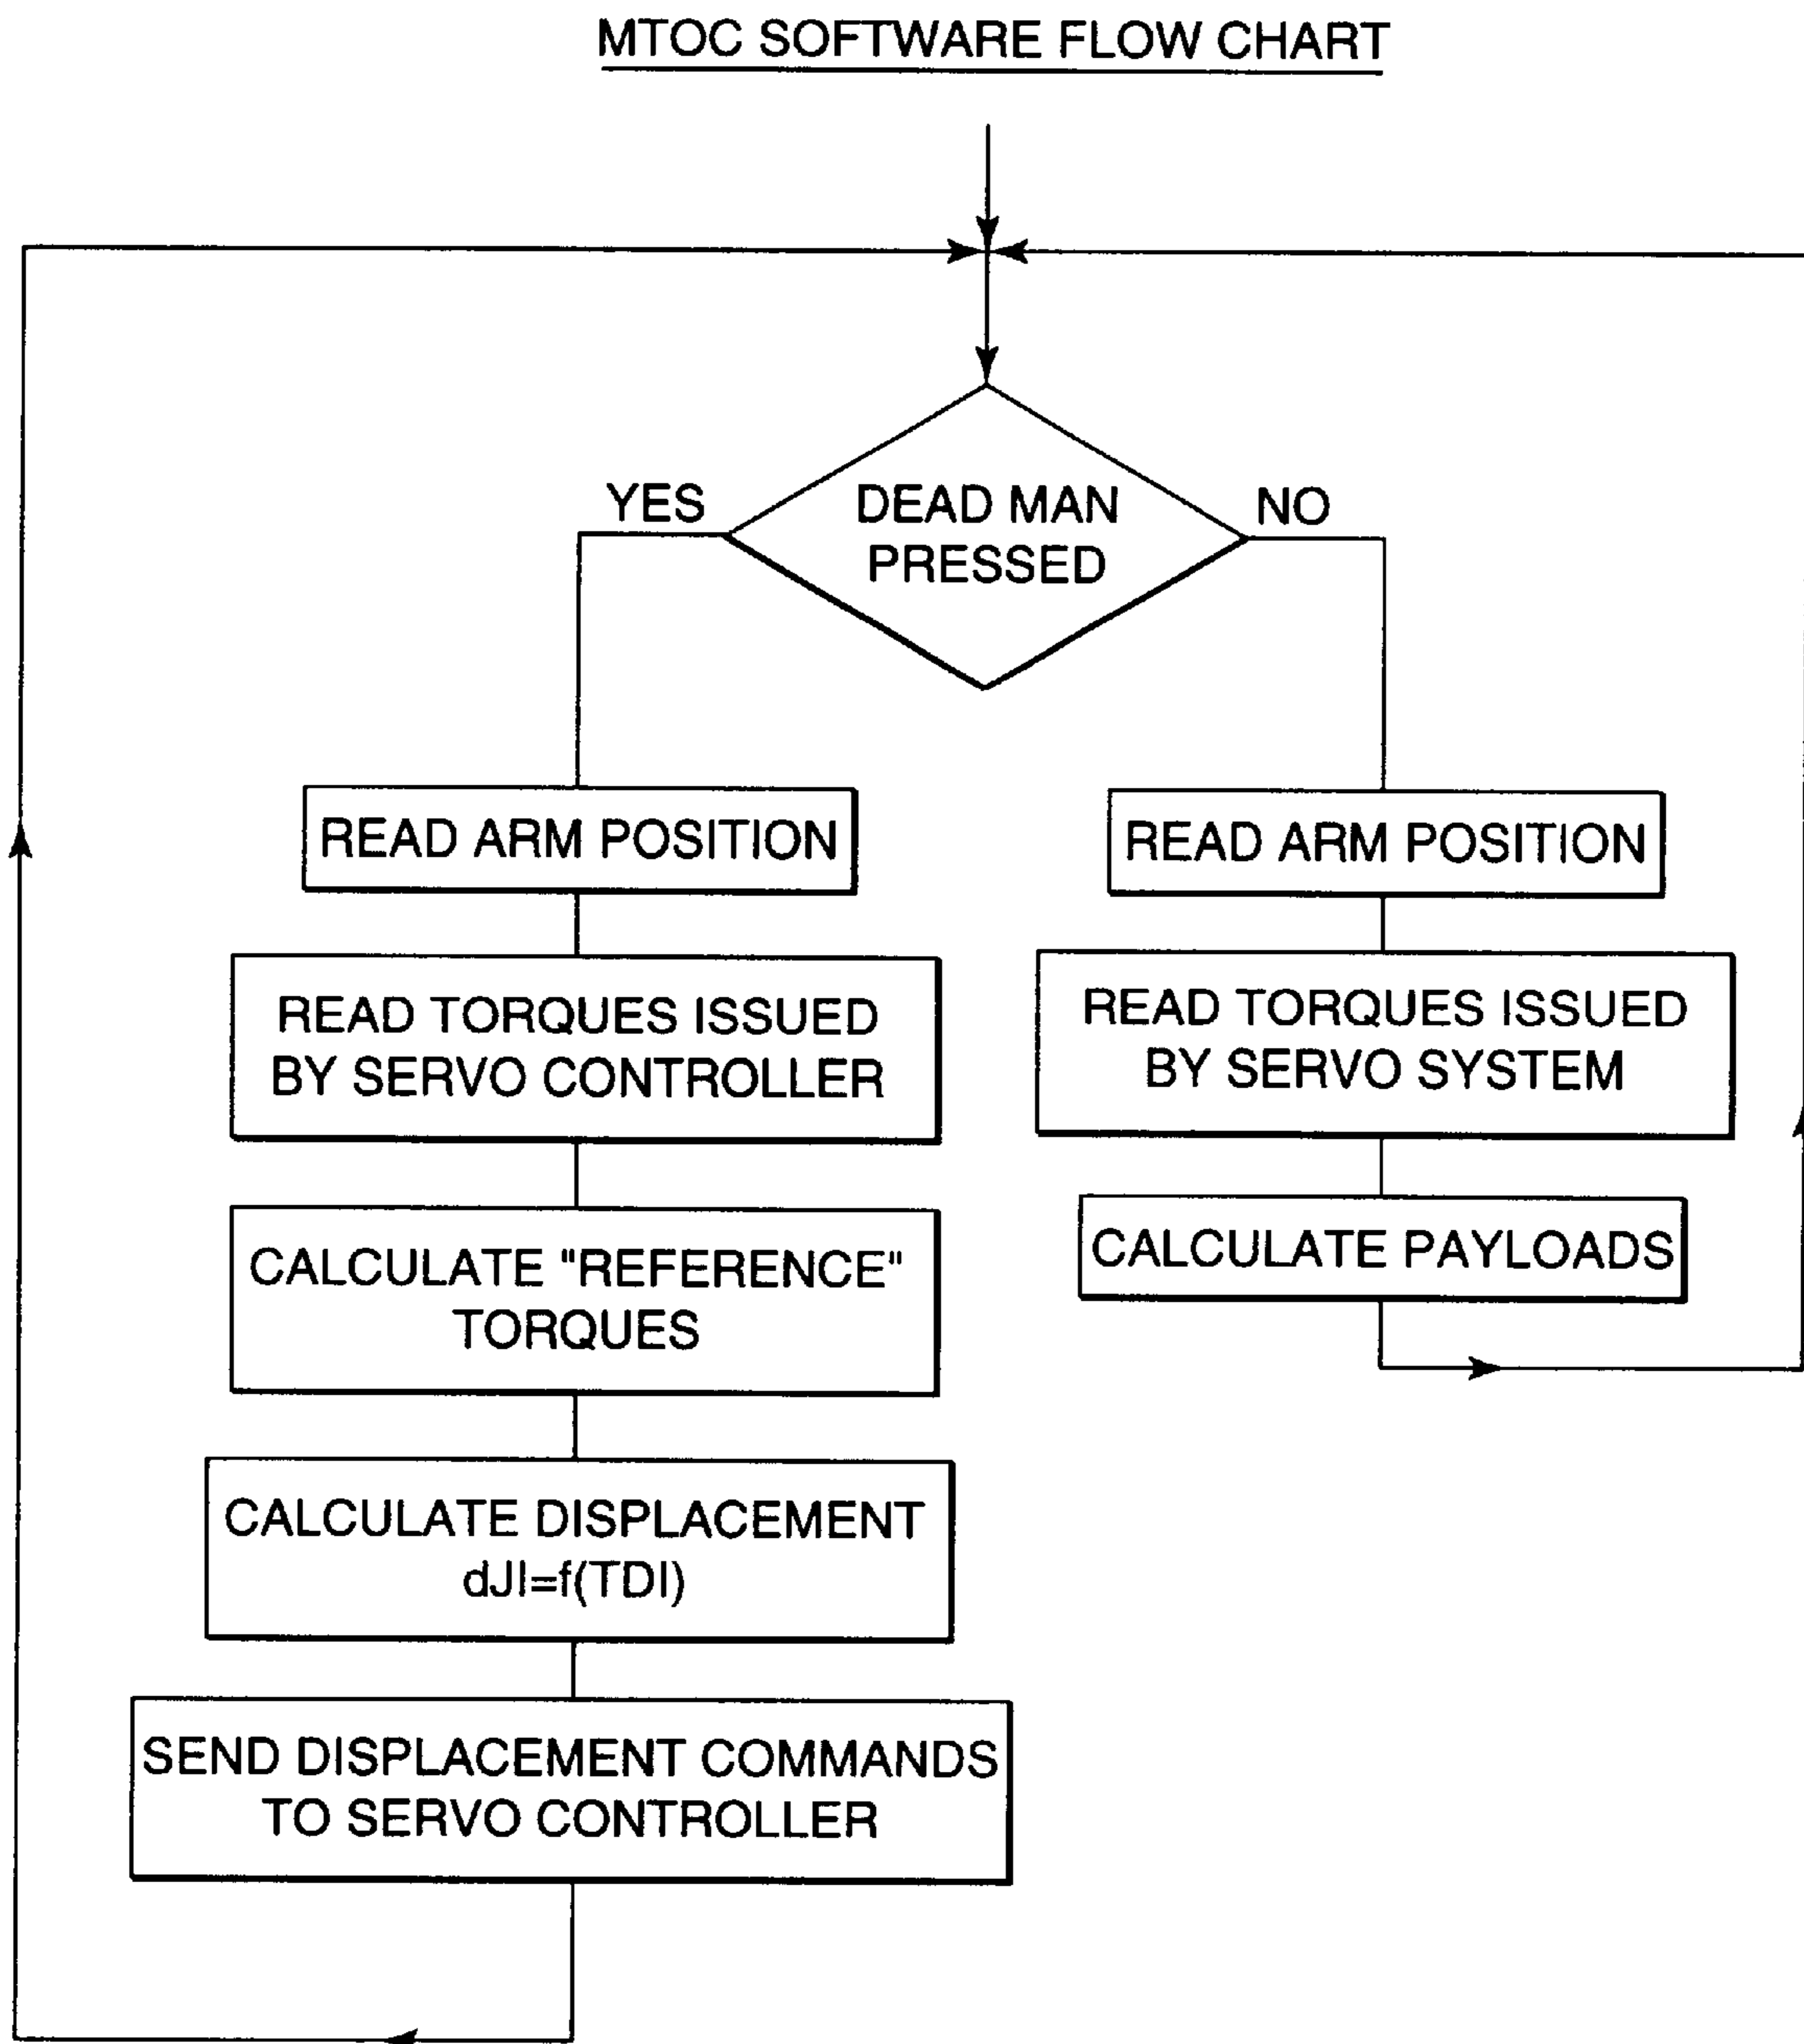 MTOC SOFTWARE FLOW CHART
YES
DEAD MAN
PRESSED
NO
READ ARM POSITION
READ TORQUES ISSUED
BY SERVO CONTROLLER
CALCULATE "REFERENCE"
TORQUES
CALCULATE DISPLACEMENT
dJI=f(TDI)
SEND DISPLACEMENT COMMANDS
TO SERVO CONTROLLER
READ ARM POSITION
READ TORQUES ISSUED
BY SERVO SYSTEM
CALCULATE PAYLOADS